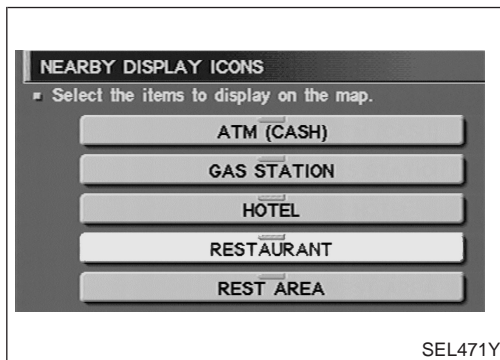 NEARBY DISPLAY ICONS
Select the items to display on the map.
ATM (CASH)
GAS STATION
HOTEL
RESTAURANT
REST AREA
SEL471Y